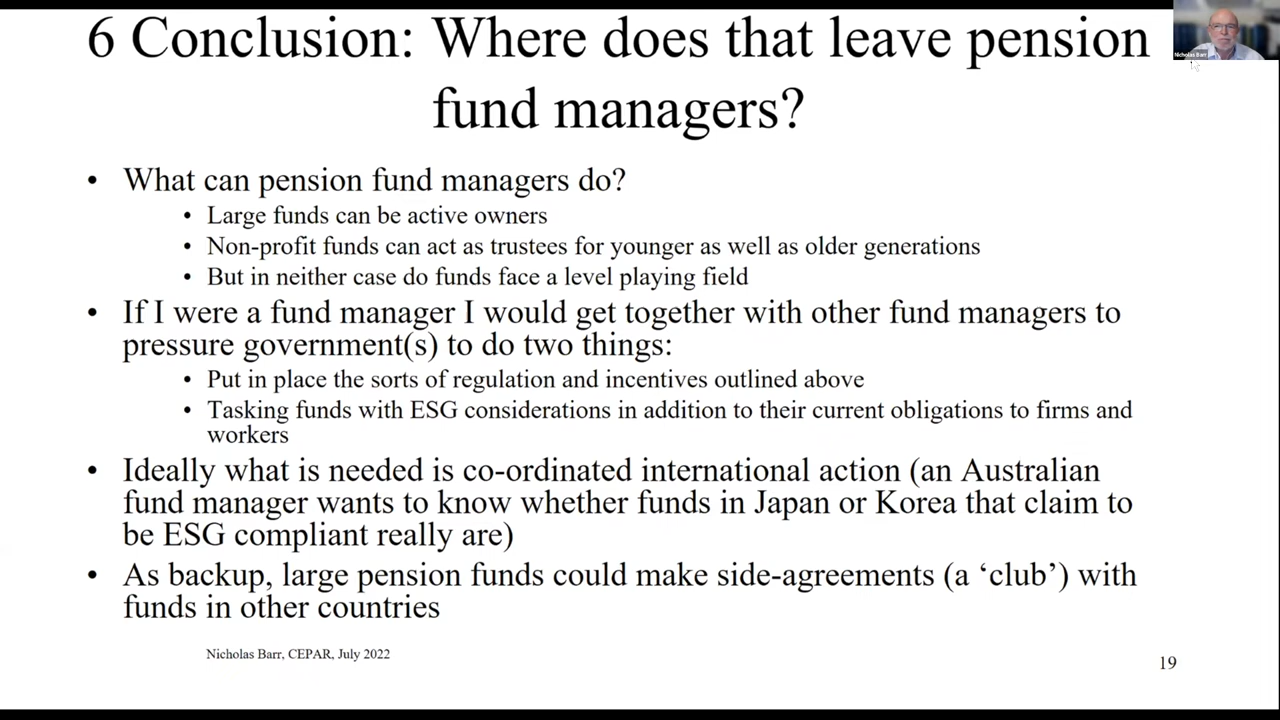 6 Conclusion: Where does that leave pension
fund managers?
Nicholas Barr
• What can pension fund managers do?
• Large funds can be active owners
• Non-profit funds can act as trustees for younger as well as older generations
• But in neither case do funds face a level playing field
• If I were a fund manager I would get together with other fund managers to
pressure government(s) to do two things:
• Put in place the sorts of regulation and incentives outlined above
• Tasking funds with ESG considerations in addition to their current obligations to firms and
workers
• Ideally what is needed is co-ordinated international action (an Australian
fund manager wants to know whether funds in Japan or Korea that claim to
be ESG compliant really are)
• As backup, large pension funds could make side-agreements (a ‘club’) with
funds in other countries
Nicholas Barr, CEPAR, July 2022
19